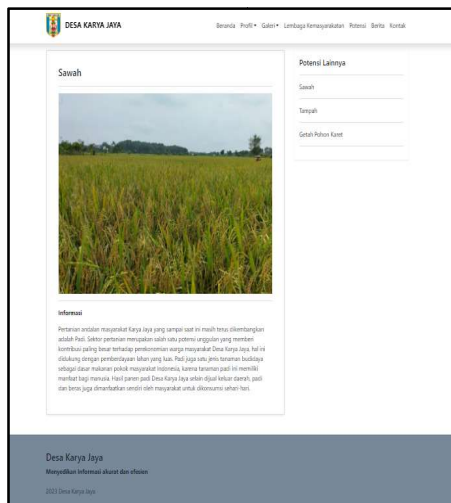 DESA KARYA JAYA
Beranda Profil Galeri Lembaga Kemasyarakatan Potensi Berita Kontak
Sawah
Informasi
Pertanian andalan masyarakat Karya Jaya yang sampai saat ini masih terus dikembangkan
adalah Padi. Sektor pertanian merupakan salah satu potensi unggulan yang memberi
kontribusi paling besar terhadap perekonomian warga masyarakat Desa Karya Jaya, hal ini
didukung dengan pemberdayaan lahan yang luas. Padi juga satu jenis tanaman budidaya
sebagai dasar makanan pokok masyarakat Indonesia, karena tanaman padi ini memiliki
manfaat bagi manusia. Hasil panen padi Desa Karya Jaya selain dijual keluar daerah, padi
dan beras juga dimanfaatkan sendiri oleh masyarakat untuk dikonsumsi sehari-hari.
Potensi Lainnya
Sawah
Tampah
Getah Pohon Karet
Desa Karya Jaya
Menyedikan Informasi akurat dan efesien
2023 Desa Karya Jaya